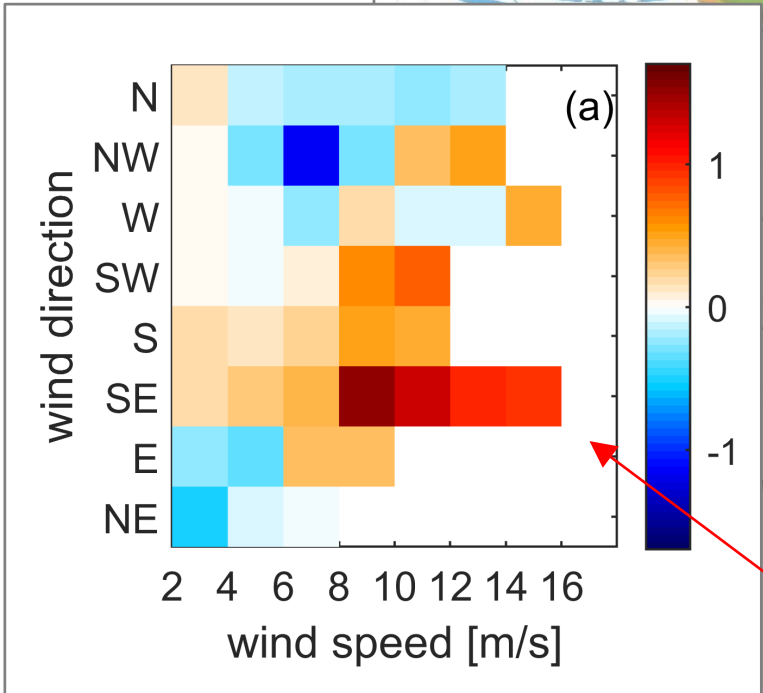 (a)
N
NW
W
SW
S
SE
E
NE
wind direction
2 4 6 8 10 12 14 16
wind speed [m/s]
1
0
-1